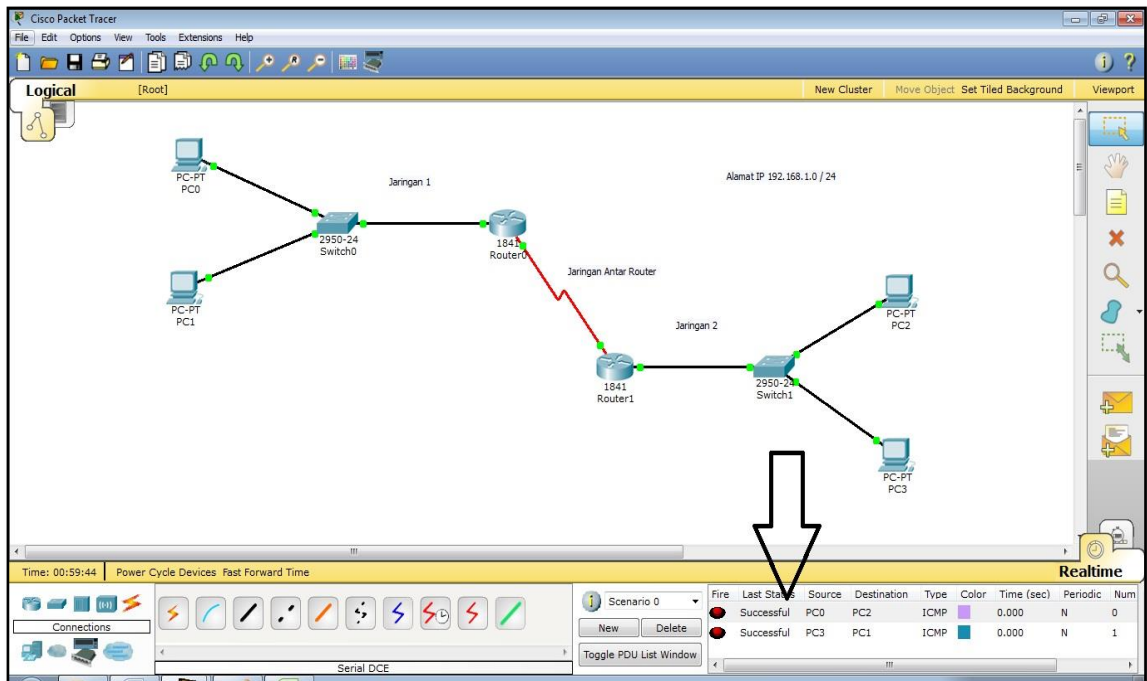 Cisco Packet Tracer
File Edit Options View Tools Extensions Help
Logical [Root] New Cluster Move Object Set Tiled Background Viewport
PC-PT
PC0
Jaringan 1
Alamat IP 192.168.1.0 / 24
2950-24
Switch0
1841
Router0
Jaringan Antar Router
PC-PT
PC1
PC-PT
PC2
Jaringan 2
1841
Router1
2950-24
Switch1
PC-PT
PC3
Time: 00:59:44 Power Cycle Devices Fast Forward Time Realtime
Scenario 0
Fire Last Status Source Destination Type Color Time (sec) Periodic Num
Successful PC0 PC2 ICMP 0.000 N 0
Successful PC3 PC1 ICMP 0.000 N 1
Connections
New Delete
Toggle PDU List Window
Serial DCE